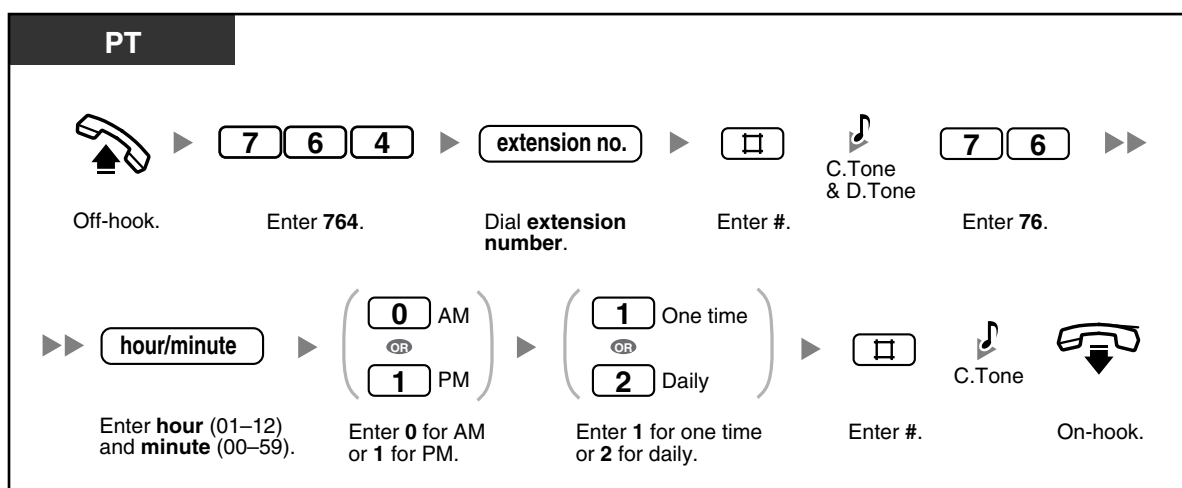 PT
7 6 4
extension no.
#
C.Tone
& D.Tone
7 6
Off-hook.
Enter 764.
Dial extension
number.
Enter #.
Enter 76.
hour/minute
0 AM
OR
1 PM
1 One time
OR
2 Daily
#
C.Tone
Enter hour (01–12)
and minute (00–59).
Enter 0 for AM
or 1 for PM.
Enter 1 for one time
or 2 for daily.
Enter #.
On-hook.